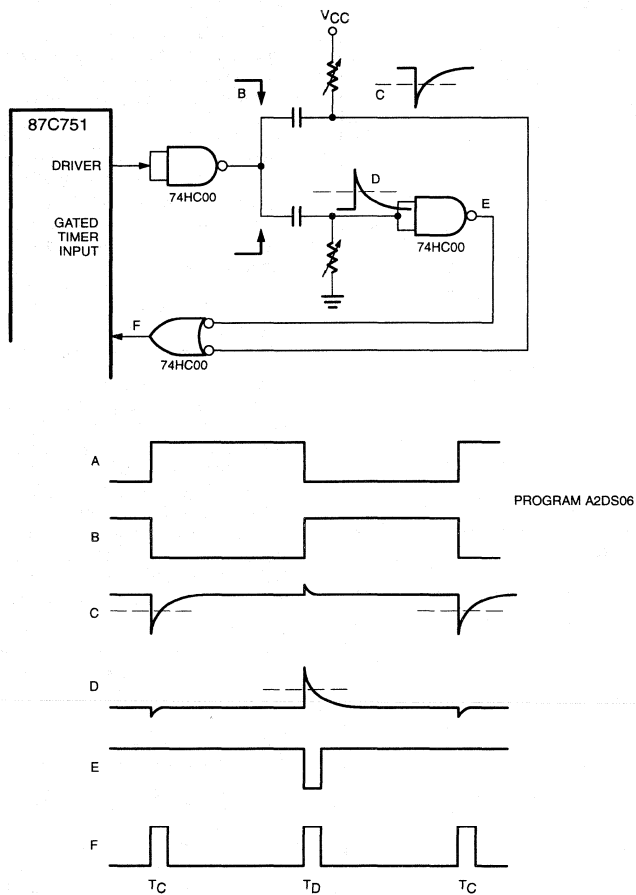 VCC
B
C
87C751
DRIVER
74HC00
D
E
GATED
TIMER
INPUT
74HC00
F
74HC00
A
PROGRAM A2DS06
B
C
D
E
F
TC
TD
TC